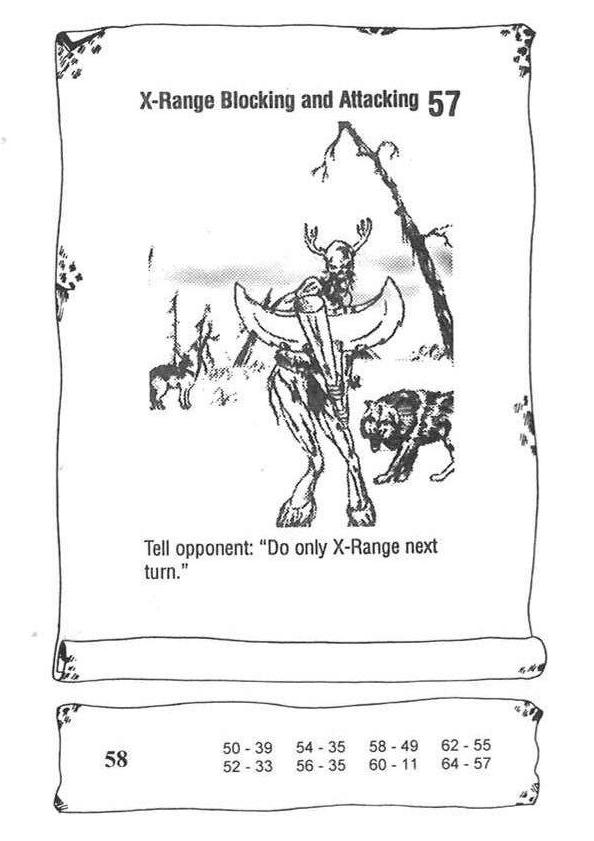 X-Range Blocking and Attacking 57
Tell opponent: “Do only X-Range next
turn.”
58
50 - 39 54 - 35 58 - 49 62 - 55
52 - 33 56 - 35 60 - 11 64 - 57